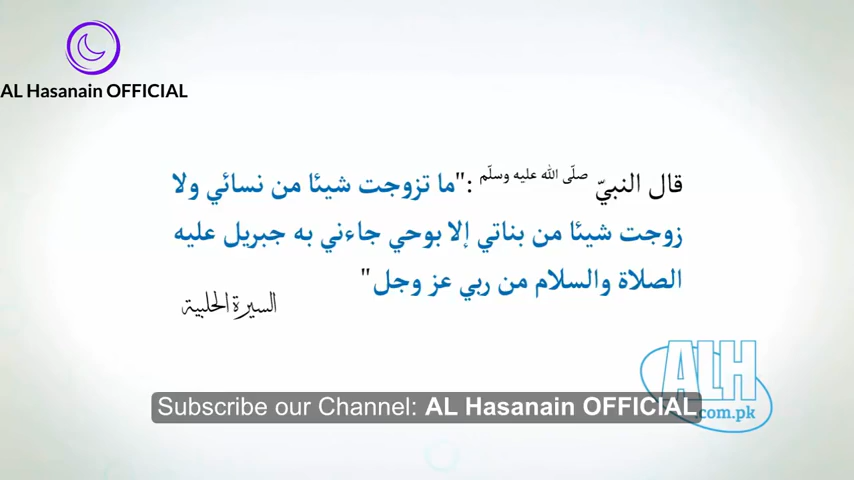 AL Hasanain OFFICIAL
قال النبيّ صلّى الله عليه وسلّم :"ما تزوجت شيئا من نسائي ولا
زوجت شيئا من بناتي إلا بوحي جاءني به جبريل عليه
الصلاة والسلام من ربي عز وجل"
السيرة الحلبية
ALH
.com.pk
Subscribe our Channel: AL Hasanain OFFICIAL